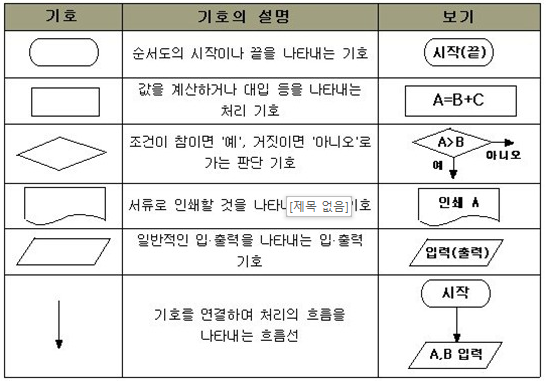 기호 기호의 설명 보기
순서도의 시작이나 끝을 나타내는 기호
시작(끝)
값을 계산하거나 대입 등을 나타내는
처리 기호
A=B+C
조건이 참이면 '예', 거짓이면 '아니오'로
가는 판단 기호
A>B
예
아니오
서류로 인쇄할 것을 나타내 [제목 없음] 기호
인쇄 A
일반적인 입·출력을 나타내는 입·출력
기호
입력(출력)
기호를 연결하여 처리의 흐름을
나타내는 흐름선
시작
A,B 입력